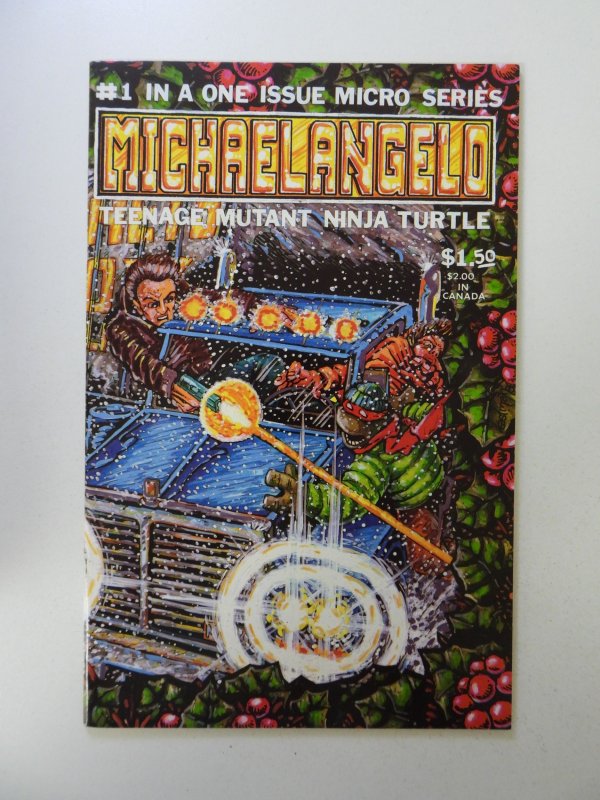 #1 IN A ONE ISSUE MICRO SERIES
MICHAELANGELO
TEENAGE MUTANT NINJA TURTLE
$1.50
$2.00
IN
CANADA